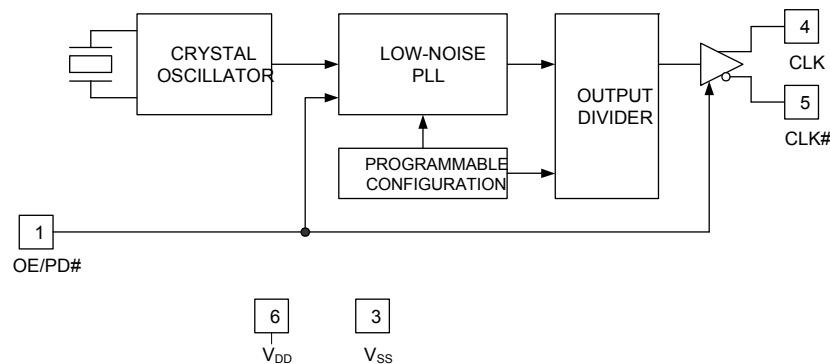 CRYSTAL
OSCILLATOR
LOW-NOISE
PLL
OUTPUT
DIVIDER
4
CLK
5
CLK#
PROGRAMMABLE
CONFIGURATION
1
OE/PD#
6
VDD
3
VSS